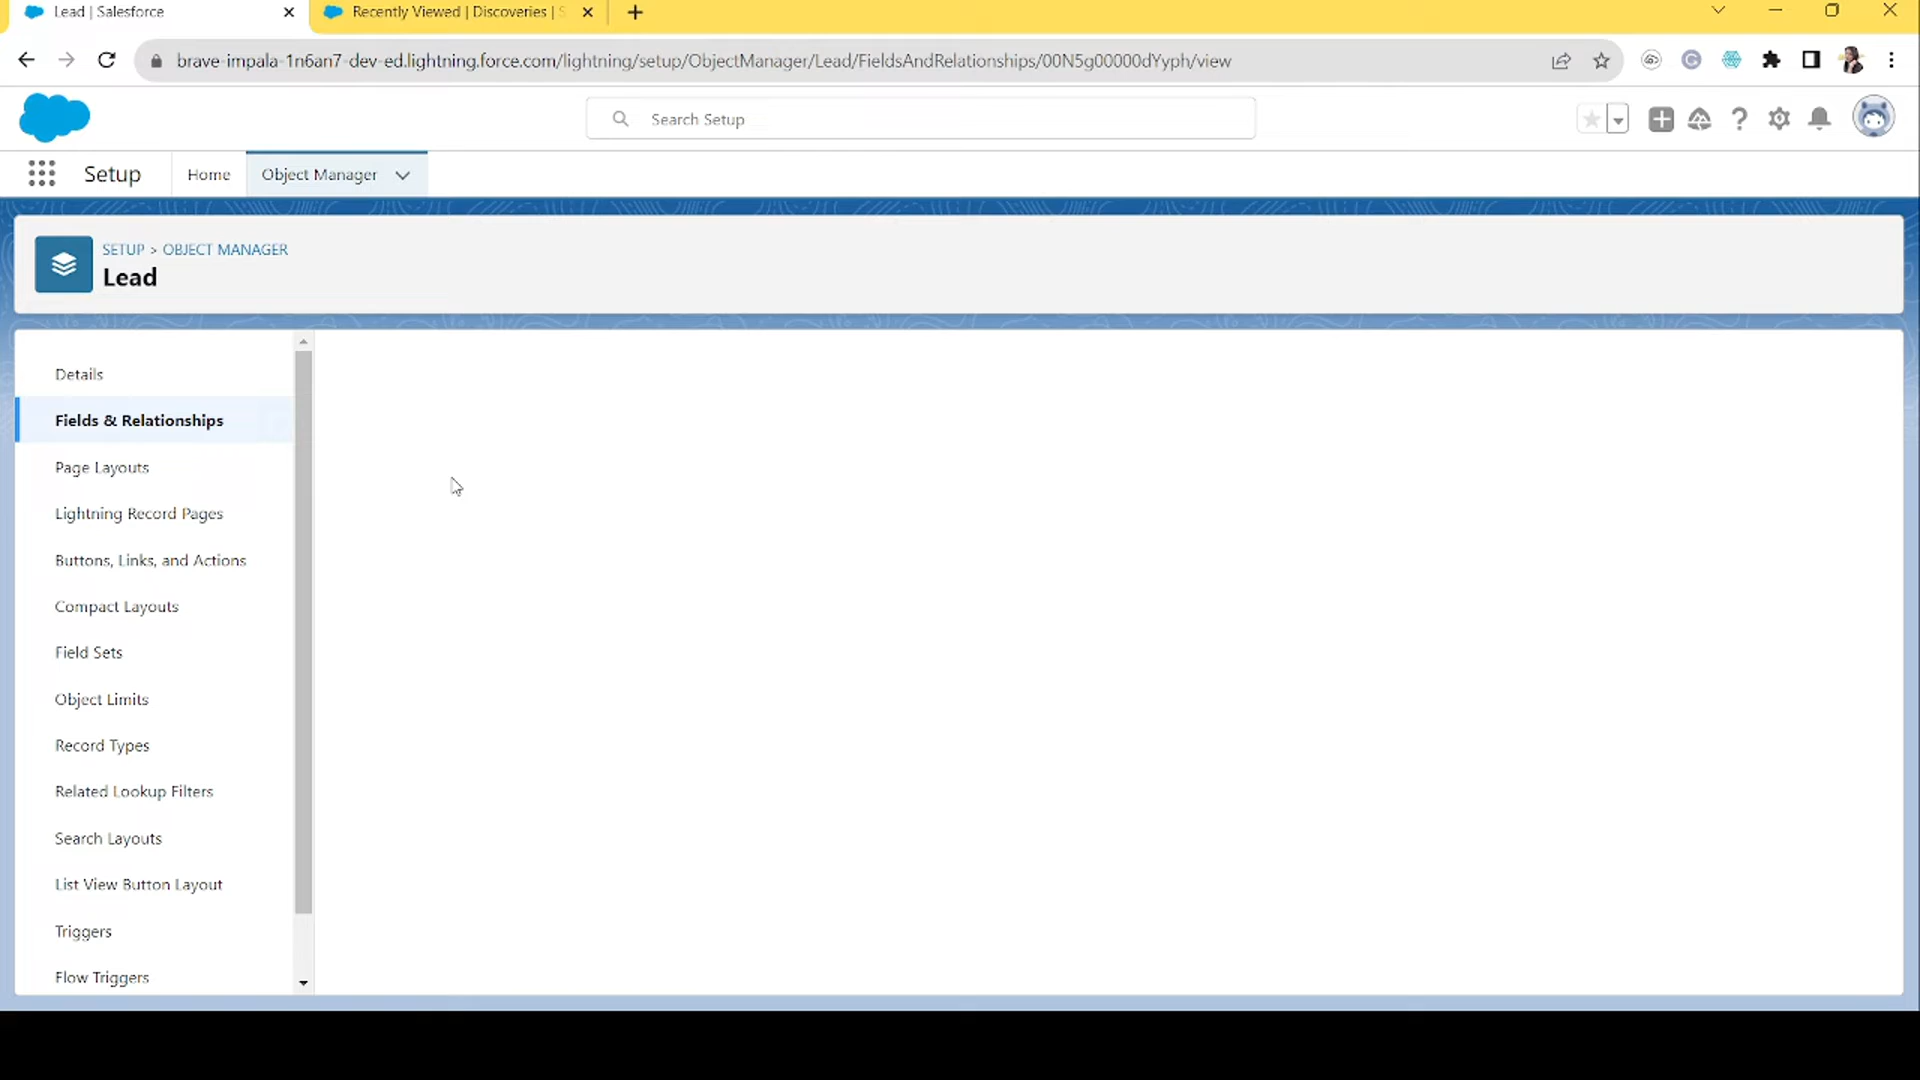 Lead | Salesforce
Recently Viewed | Discoveries | S
brave-impala-1n6an7-dev-ed.lightning.force.com/lightning/setup/ObjectManager/Lead/FieldsAndRelationships/00N5g00000dYyph/view
Search Setup
Setup
Home
Object Manager
SETUP > OBJECT MANAGER
Lead
Details
Fields & Relationships
Page Layouts
Lightning Record Pages
Buttons, Links, and Actions
Compact Layouts
Field Sets
Object Limits
Record Types
Related Lookup Filters
Search Layouts
List View Button Layout
Triggers
Flow Triggers